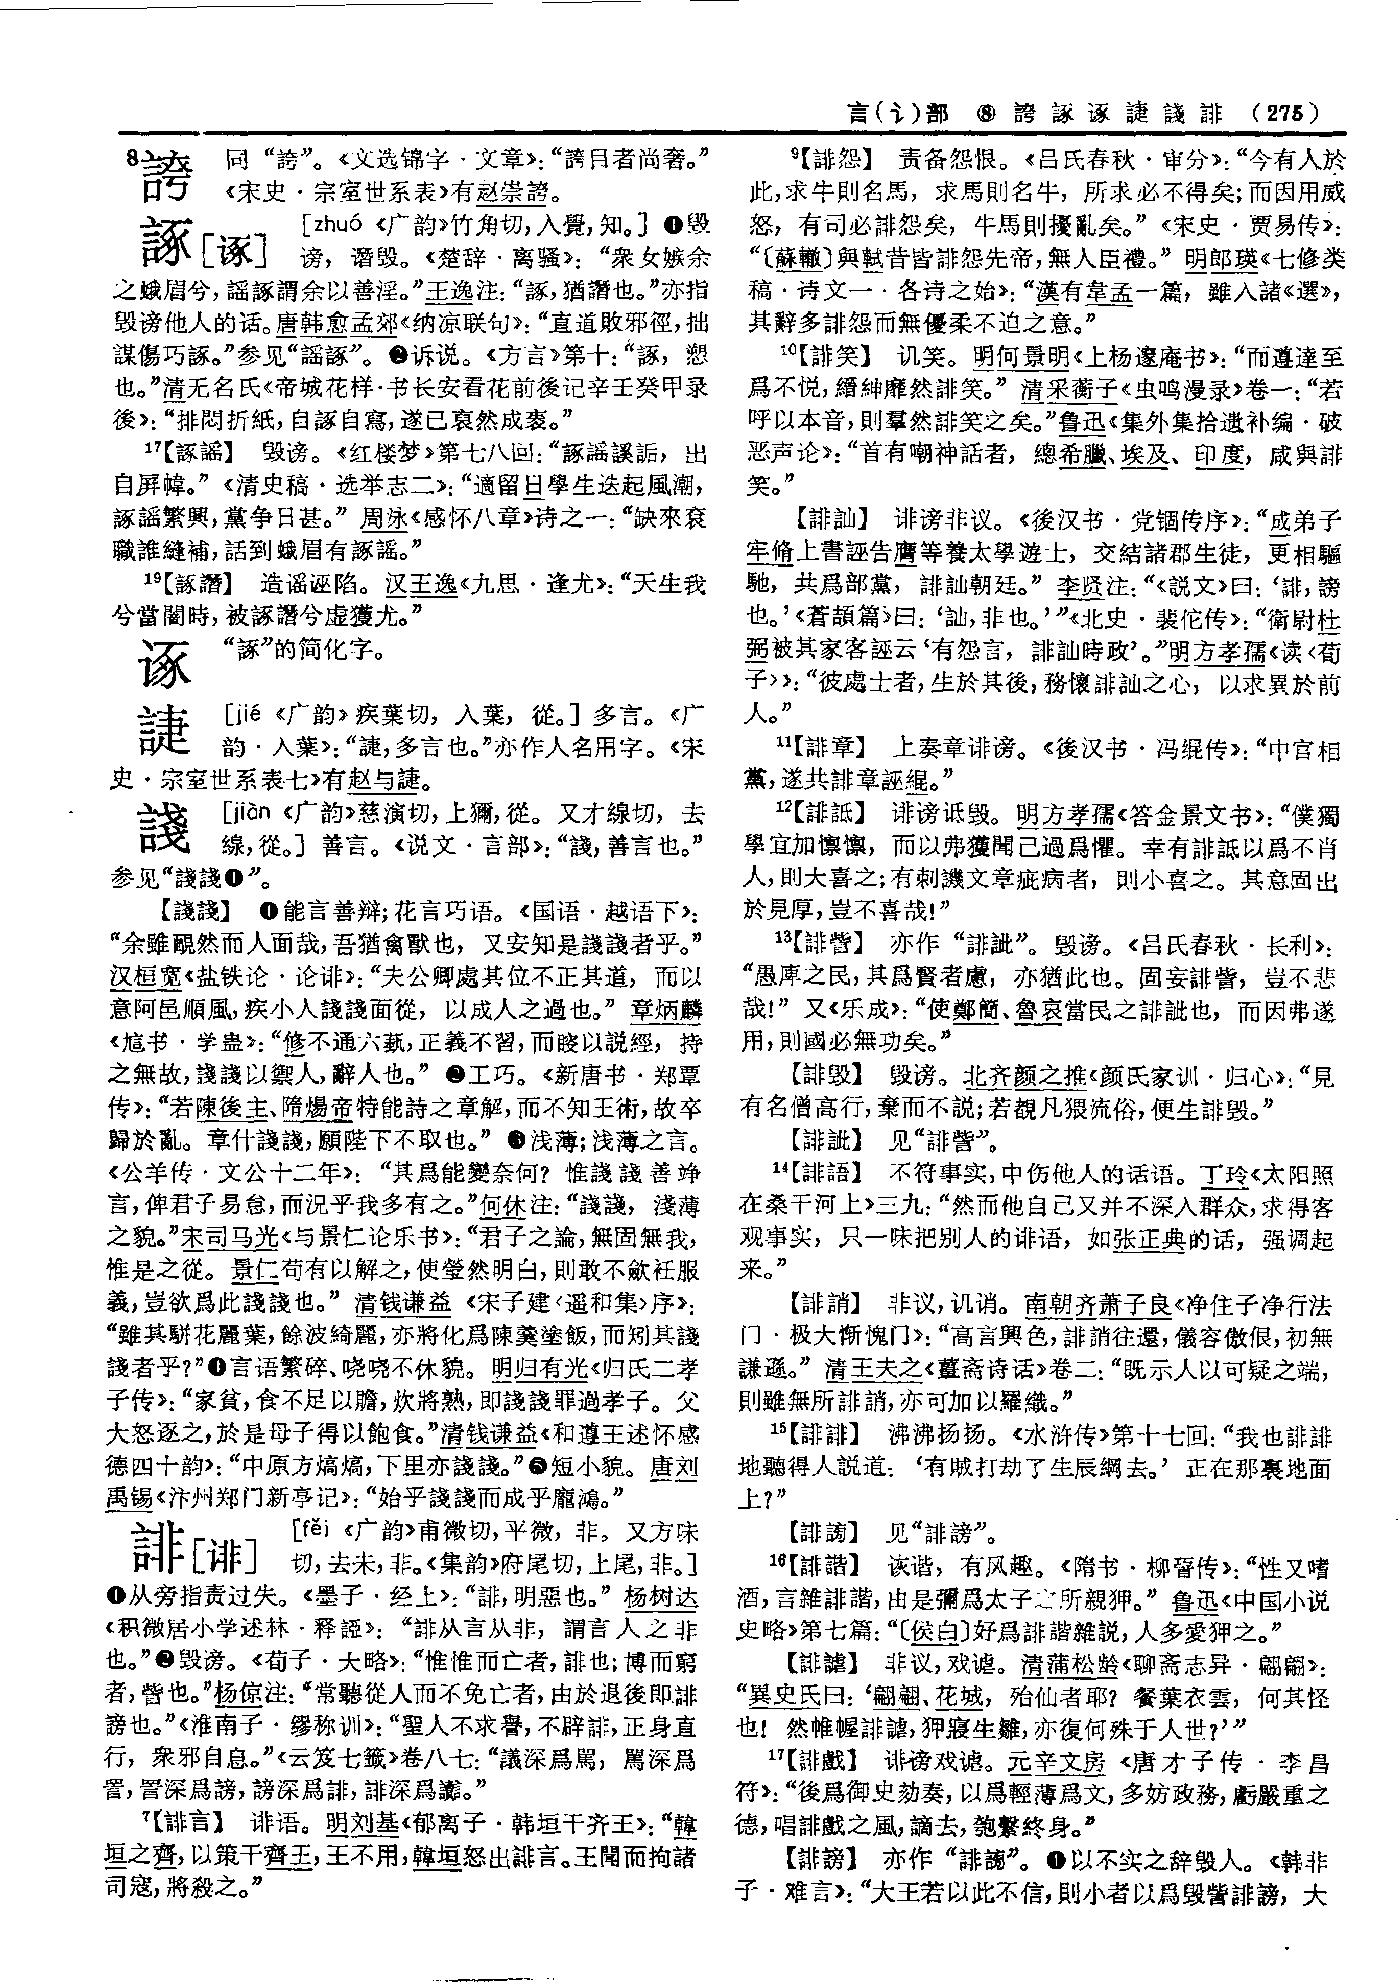 言(讠)部 ⑧ 誇 諑 诼 誱 諓 誹 (275)
8誇 同“誇”。《文选锦字·文章》：“誇目者尚奢。”
《宋史·宗室世系表》有赵崇誇。
諑[诼] [zhuó《广韵》竹角切，入覺，知。]❶毁
谤，谮毁。《楚辞·离骚》：“衆女嫉余
之蛾眉兮，謡諑謂余以善淫。”王逸注：“諑，猶譖也。”亦指
毁谤他人的话。唐韩愈孟郊《纳凉联句》：“直道敗邪徑，拙
謀傷巧諑。”参见“謡諑”。❷诉说。《方言》第十：“諑，愬
也。”清无名氏《帝城花样·书长安看花前後记辛壬癸甲录
後》：“排悶折紙，自諑自寫，遂已裒然成袠。”
17【諑謡】 毁谤。《红楼梦》第七八回：“諑謡謑詬，出
自屏幃。”《清史稿·选举志二》：“適留日學生迭起風潮，
諑謡繁興，黨争日甚。”周泳《感怀八章》诗之一：“缺來衮
職誰縫補，話到蛾眉有諑謡。”
19【諑譖】 造谣诬陷。汉王逸《九思·逢尤》：“天生我
兮當闇時，被諑譖兮虚獲尤。”
诼 “諑”的简化字。
誱 [jié《广韵》疾葉切，入葉，從。]多言。《广
韵·入葉》：“誱，多言也。”亦作人名用字。《宋
史·宗室世系表七》有赵与誱。
諓 [jiàn《广韵》慈演切，上獮，從。又才線切，去
線，從。]善言。《说文·言部》：“諓，善言也。”
参见“諓諓❶”。
【諓諓】 ❶能言善辩；花言巧语。《国语·越语下》：
“余雖靦然而人面哉，吾猶禽獸也，又安知是諓諓者乎。”
汉桓宽《盐铁论·论诽》：“夫公卿處其位不正其道，而以
意阿邑順風，疾小人諓諓面從，以成人之過也。”章炳麟
《訄书·学蛊》：“修不通六蓺，正義不習，而瞍以説經，持
之無故，諓諓以禦人，辭人也。”❷工巧。《新唐书·郑覃
传》：“若陳後主、隋煬帝特能詩之章解，而不知王術，故卒
歸於亂。章什諓諓，願陛下不取也。”❸浅薄；浅薄之言。
《公羊传·文公十二年》：“其爲能變奈何？惟諓諓善竫
言，俾君子易怠，而況乎我多有之。”何休注：“諓諓，淺薄
之貌。”宋司马光《与景仁论乐书》：“君子之論，無固無我，
惟是之從。景仁苟有以解之，使瑩然明白，則敢不歛衽服
義，豈欲爲此諓諓也。”清钱谦益《宋子建〈遥和集〉序》：
“雖其駢花麗葉，餘波綺麗，亦將化爲陳羹塗飯，而矧其諓
諓者乎？”❹言语繁碎、哓哓不休貌。明归有光《归氏二孝
子传》：“家貧，食不足以贍，炊將熟，即諓諓罪過孝子。父
大怒逐之，於是母子得以飽食。”清钱谦益《和遵王述怀感
德四十韵》：“中原方熇熇，下里亦諓諓。”❺短小貌。唐刘
禹锡《汴州郑门新亭记》：“始乎諓諓而成乎龐鴻。”
誹[诽] [fěi《广韵》甫微切，平微，非。又方味
切，去未，非。《集韵》府尾切，上尾，非。]
❶从旁指责过失。《墨子·经上》：“誹，明惡也。”杨树达
《积微居小学述林·释誣》：“誹从言从非，謂言人之非
也。”❷毁谤。《荀子·大略》：“惟惟而亡者，誹也；博而窮
者，訾也。”杨倞注：“常聽從人而不免亡者，由於退後即誹
謗也。”《淮南子·缪称训》：“聖人不求譽，不辟誹，正身直
行，衆邪自息。”《云笈七籤》卷八七：“議深爲罵，罵深爲
詈，詈深爲謗，謗深爲誹，誹深爲讟。”
7【誹言】 诽语。明刘基《郁离子·韩垣干齐王》：“韓
垣之齊，以策干齊王，王不用，韓垣怒出誹言。王聞而拘諸
司寇，將殺之。”
9【誹怨】 责备怨恨。《吕氏春秋·审分》：“今有人於
此，求牛則名馬，求馬則名牛，所求必不得矣；而因用威
怒，有司必誹怨矣，牛馬則擾亂矣。”《宋史·贾易传》：
“〔蘇轍〕與軾昔皆誹怨先帝，無人臣禮。”明郎瑛《七修类
稿·诗文一·各诗之始》：“漢有韋孟一篇，雖入諸《選》，
其辭多誹怨而無優柔不迫之意。”
10【誹笑】 讥笑。明何景明《上杨邃庵书》：“而遵達至
爲不悦，縉紳靡然誹笑。”清采蘅子《虫鸣漫录》卷一：“若
呼以本音，則羣然誹笑之矣。”鲁迅《集外集拾遗补编·破
恶声论》：“首有嘲神話者，總希臘、埃及、印度，咸與誹
笑。”
【誹訕】 诽谤非议。《後汉书·党锢传序》：“成弟子
牢脩上書誣告膺等養太學遊士，交結諸郡生徒，更相驅
馳，共爲部黨，誹訕朝廷。”李贤注：“《説文》曰：‘誹，謗
也。’《蒼頡篇》曰：‘訕，非也。’”《北史·裴佗传》：“衛尉杜
弼被其家客誣云‘有怨言，誹訕時政’。”明方孝孺《读〈荀
子〉》：“彼處士者，生於其後，務懷誹訕之心，以求異於前
人。”
11【誹章】 上奏章诽谤。《後汉书·冯绲传》：“中官相
黨，遂共誹章誣緄。”
12【誹詆】 诽谤诋毁。明方孝孺《答金景文书》：“僕獨
學宜加懔懔，而以弗獲聞己過爲懼。幸有誹詆以爲不肖
人，則大喜之；有刺譏文章疵病者，則小喜之。其意固出
於見厚，豈不喜哉！”
13【誹訾】 亦作“誹訿”。毁谤。《吕氏春秋·长利》：
“愚庳之民，其爲賢者慮，亦猶此也。固妄誹訾，豈不悲
哉！”又《乐成》：“使鄭簡、魯哀當民之誹訿也，而因弗遂
用，則國必無功矣。”
【誹毁】 毁谤。北齐颜之推《颜氏家训·归心》：“見
有名僧高行，棄而不説；若覩凡猥流俗，便生誹毁。”
【誹訿】 见“誹訾”。
14【誹語】 不符事实，中伤他人的话语。丁玲《太阳照
在桑干河上》三九：“然而他自己又并不深入群众，求得客
观事实，只一味把别人的诽语，如张正典的话，强调起
来。”
【誹誚】 非议，讥诮。南朝齐萧子良《净住子净行法
门·极大惭愧门》：“高言興色，誹誚往還，儀容傲佷，初無
謙遜。”清王夫之《薑斋诗话》卷二：“既示人以可疑之端，
則雖無所誹誚，亦可加以羅織。”
15【誹誹】 沸沸扬扬。《水浒传》第十七回：“我也誹誹
地聽得人説道：‘有賊打劫了生辰綱去。’正在那裏地面
上？”
【誹謗】 见“誹謗”。
16【誹諧】 诙谐，有风趣。《隋书·柳䛒传》：“性又嗜
酒，言雜誹諧，由是彌爲太子之所親狎。”鲁迅《中国小说
史略》第七篇：“〔侯白〕好爲誹諧雜説，人多愛狎之。”
【誹謔】 非议，戏谑。清蒲松龄《聊斋志异·翩翩》：
“異史氏曰：‘翩翩、花城，殆仙者耶？餐葉衣雲，何其怪
也！然帷幄誹謔，狎寢生雛，亦復何殊于人世？’”
17【誹戲】 诽谤戏谑。元辛文房《唐才子传·李昌
符》：“後爲御史劾奏，以爲輕薄爲文，多妨政務，虧嚴重之
德，唱誹戲之風，謫去，匏繫終身。”
【誹謗】 亦作“誹謗”。❶以不实之辞毁人。《韩非
子·难言》：“大王若以此不信，則小者以爲毁訾誹謗，大